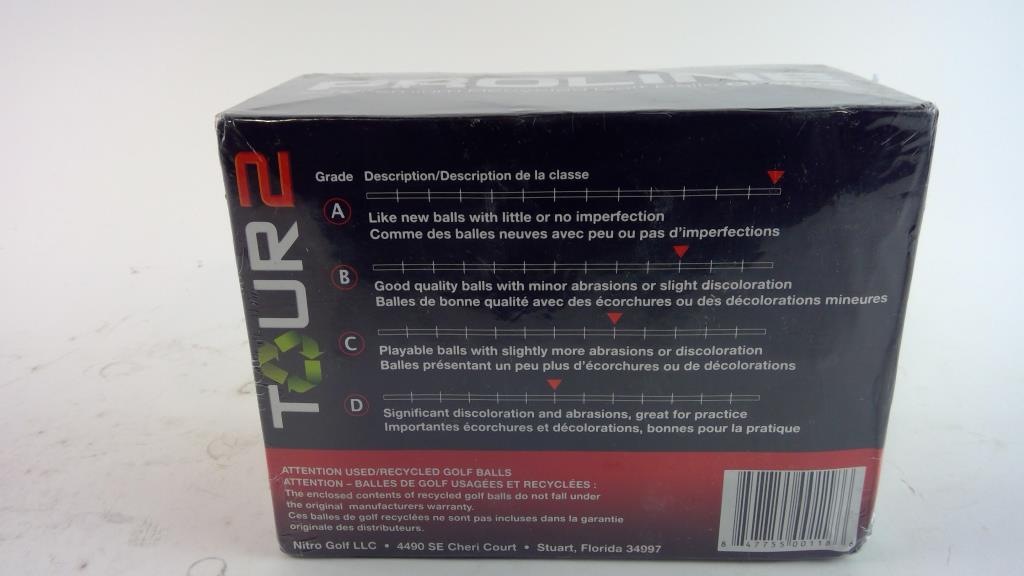 PROLINE
TOUR 2
Grade Description/Description de la classe
A
Like new balls with little or no imperfection
Comme des balles neuves avec peu ou pas d'imperfections
B
Good quality balls with minor abrasions or slight discoloration
Balles de bonne qualité avec des écorchures ou des décolorations mineures
C
Playable balls with slightly more abrasions or discoloration
Balles présentant un peu plus d'écorchures ou de décolorations
D
Significant discoloration and abrasions, great for practice
Importantes écorchures et décolorations, bonnes pour la pratique
ATTENTION USED/RECYCLED GOLF BALLS
ATTENTION – BALLES DE GOLF USAGÉES ET RECYCLÉES :
The enclosed contents of recycled golf balls do not fall under
the original manufacturers warranty.
Ces balles de golf recyclées ne sont pas incluses dans la garantie
originale des distributeurs.
Nitro Golf LLC • 4490 SE Cheri Court • Stuart, Florida 34997
8 47755 00118 6